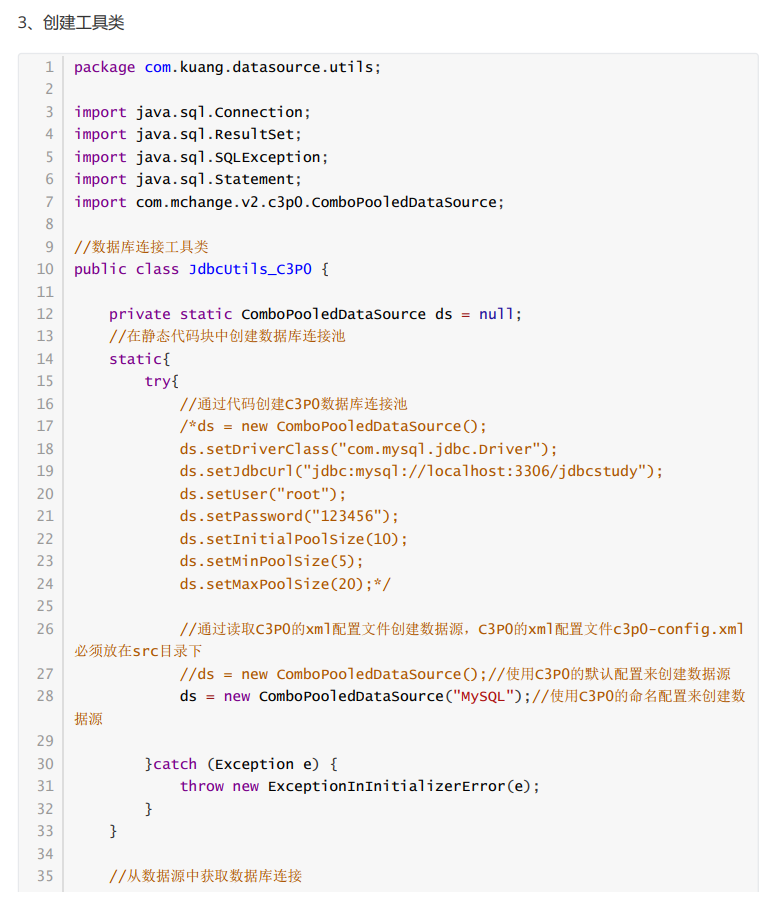 3、创建工具类
1 package com.kuang.datasource.utils;
2
3 import java.sql.Connection;
4 import java.sql.ResultSet;
5 import java.sql.SQLException;
6 import java.sql.Statement;
7 import com.mchange.v2.c3p0.ComboPooledDataSource;
8
9 //数据库连接工具类
10 public class JdbcUtils_C3P0 {
11
12     private static ComboPooledDataSource ds = null;
13     //在静态代码块中创建数据库连接池
14     static{
15         try{
16             //通过代码创建C3P0数据库连接池
17             /*ds = new ComboPooledDataSource();
18             ds.setDriverClass("com.mysql.jdbc.Driver");
19             ds.setJdbcUrl("jdbc:mysql://localhost:3306/jdbcstudy");
20             ds.setUser("root");
21             ds.setPassword("123456");
22             ds.setInitialPoolSize(10);
23             ds.setMinPoolSize(5);
24             ds.setMaxPoolSize(20);*/
25
26             //通过读取C3P0的xml配置文件创建数据源，C3P0的xml配置文件c3p0-config.xml
必须放在src目录下
27             //ds = new ComboPooledDataSource();//使用C3P0的默认配置来创建数据源
28             ds = new ComboPooledDataSource("MySQL");//使用C3P0的命名配置来创建数
据源
29
30         }catch (Exception e) {
31             throw new ExceptionInInitializerError(e);
32         }
33     }
34
35     //从数据源中获取数据库连接